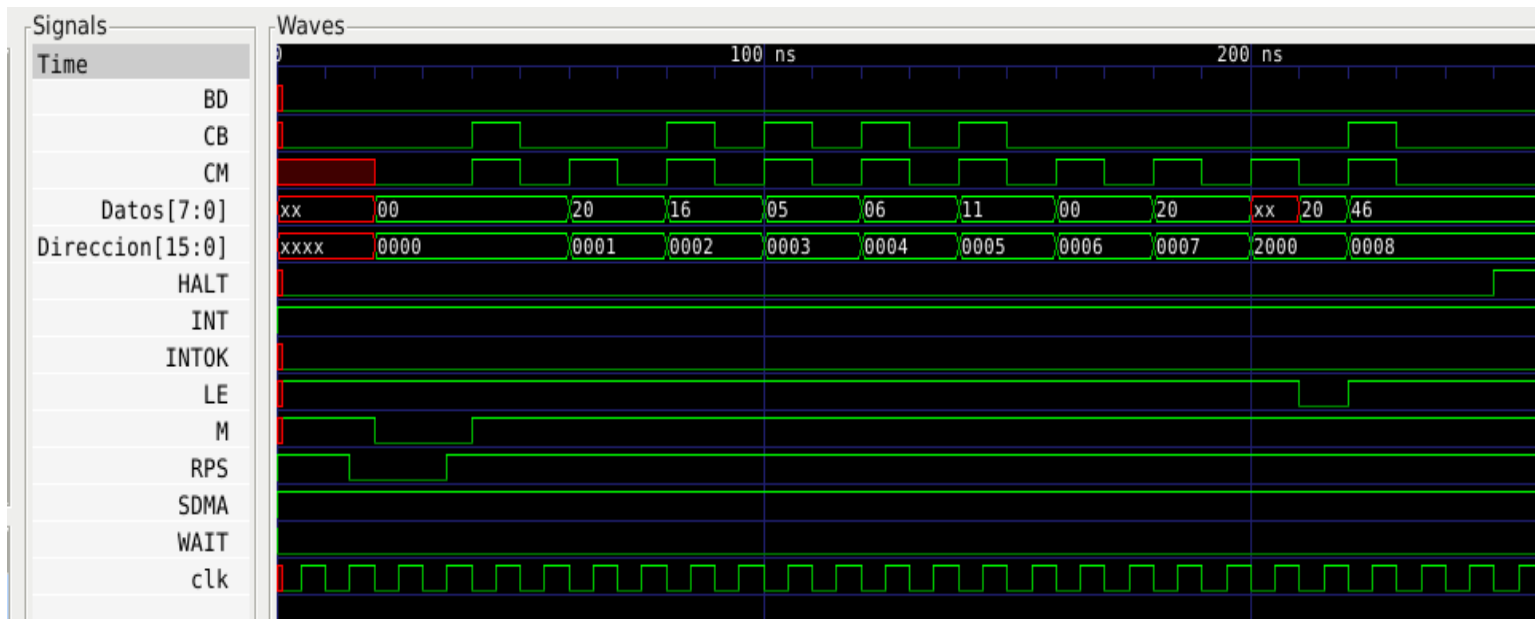 Signals
Waves
Time
0
100 ns
200 ns
BD
CB
CM
Datos[7:0]
xx 00 20 16 05 06 11 00 20 xx 20 46
Direccion[15:0]
xxxx 0000 0001 0002 0003 0004 0005 0006 0007 2000 0008
HALT
INT
INTOK
LE
M
RPS
SDMA
WAIT
clk